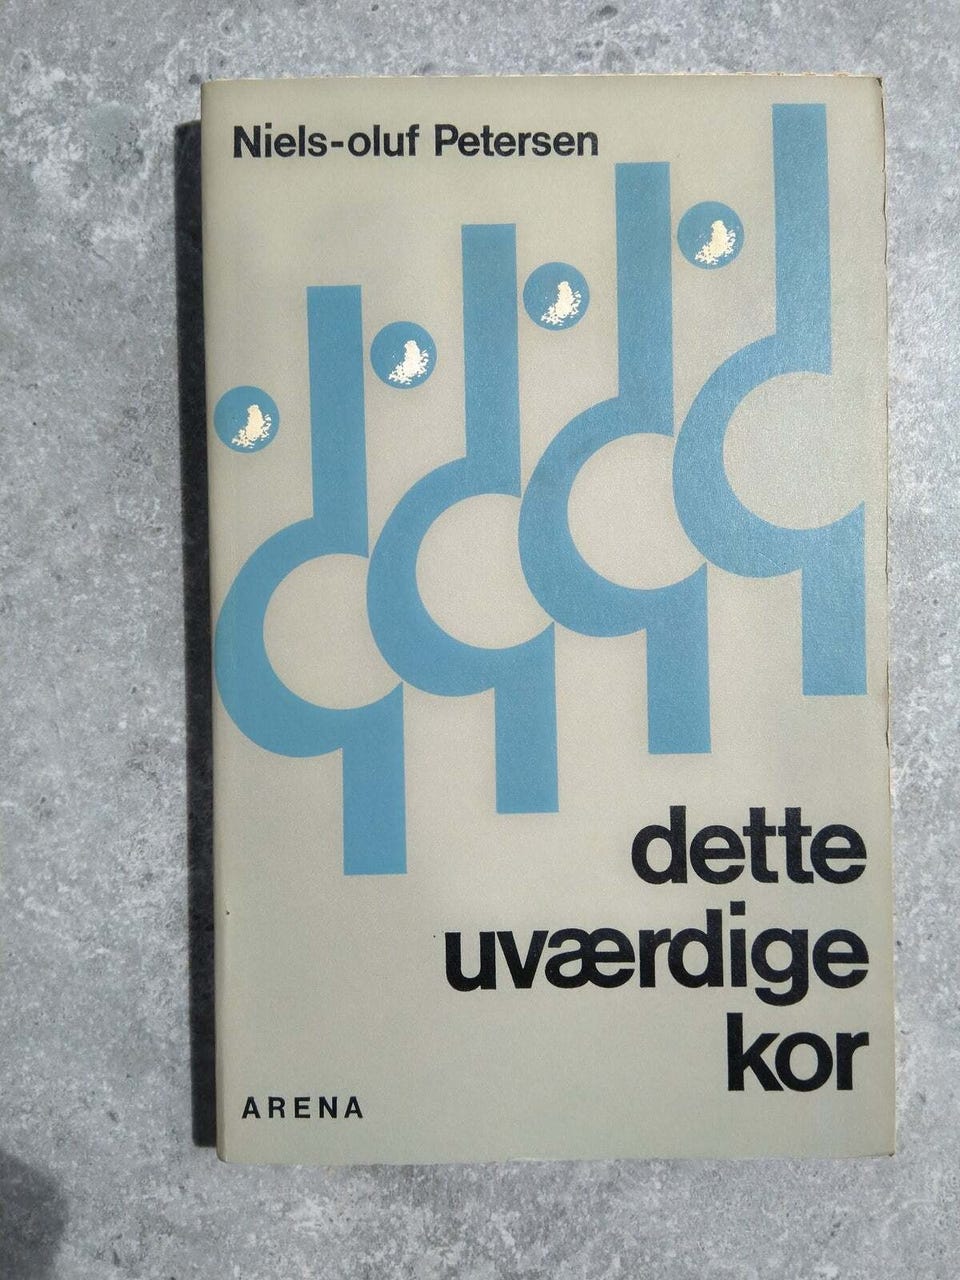 Niels-oluf Petersen
dette
uværdige
kor
ARENA